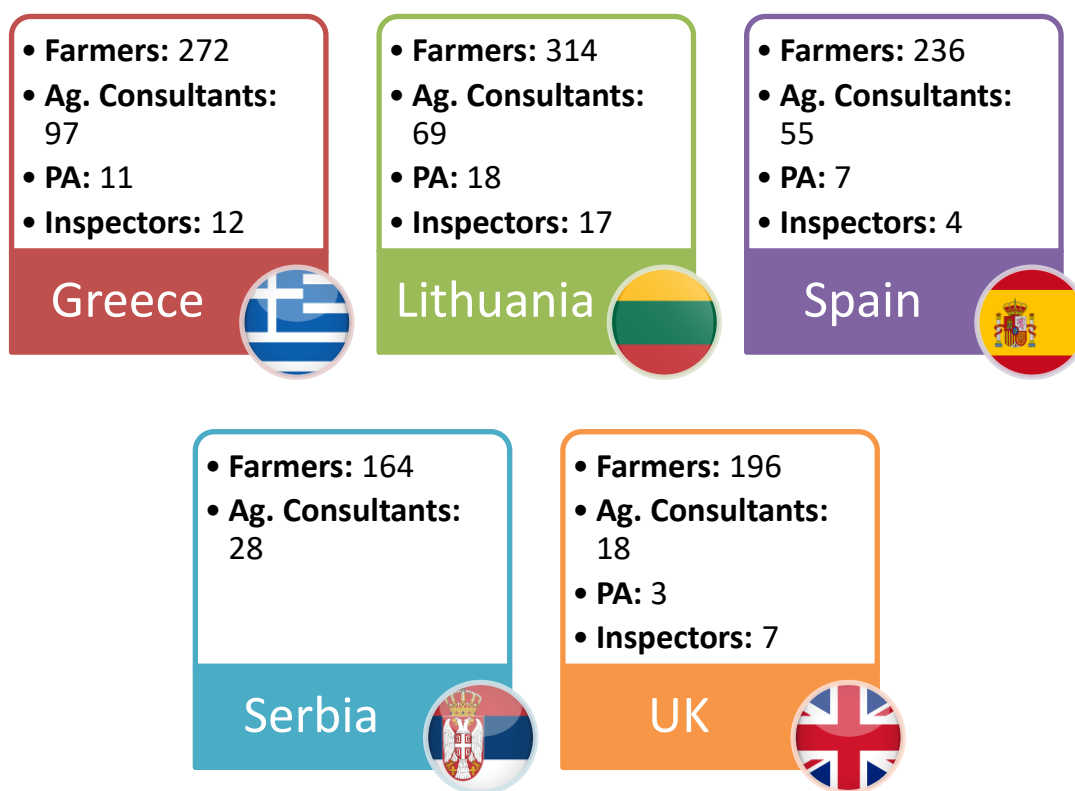 • Farmers: 272
• Ag. Consultants:
97
• PA: 11
• Inspectors: 12
Greece
• Farmers: 314
• Ag. Consultants:
69
• PA: 18
• Inspectors: 17
Lithuania
• Farmers: 236
• Ag. Consultants:
55
• PA: 7
• Inspectors: 4
Spain
• Farmers: 164
• Ag. Consultants:
28
Serbia
• Farmers: 196
• Ag. Consultants:
18
• PA: 3
• Inspectors: 7
UK